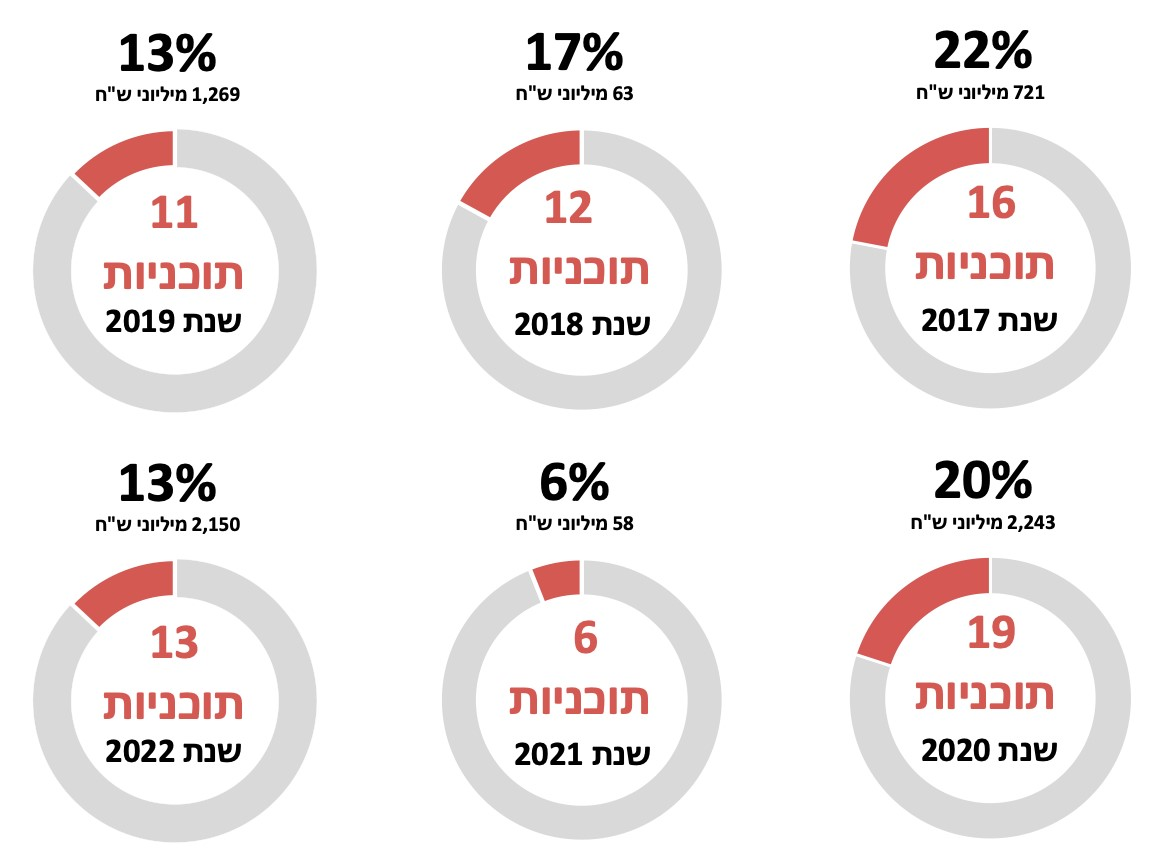 22%
721 מיליוני ש"ח
16
תוכניות
שנת 2017
17%
63 מיליוני ש"ח
12
תוכניות
שנת 2018
13%
1,269 מיליוני ש"ח
11
תוכניות
שנת 2019
20%
2,243 מיליוני ש"ח
19
תוכניות
שנת 2020
6%
58 מיליוני ש"ח
6
תוכניות
שנת 2021
13%
2,150 מיליוני ש"ח
13
תוכניות
שנת 2022